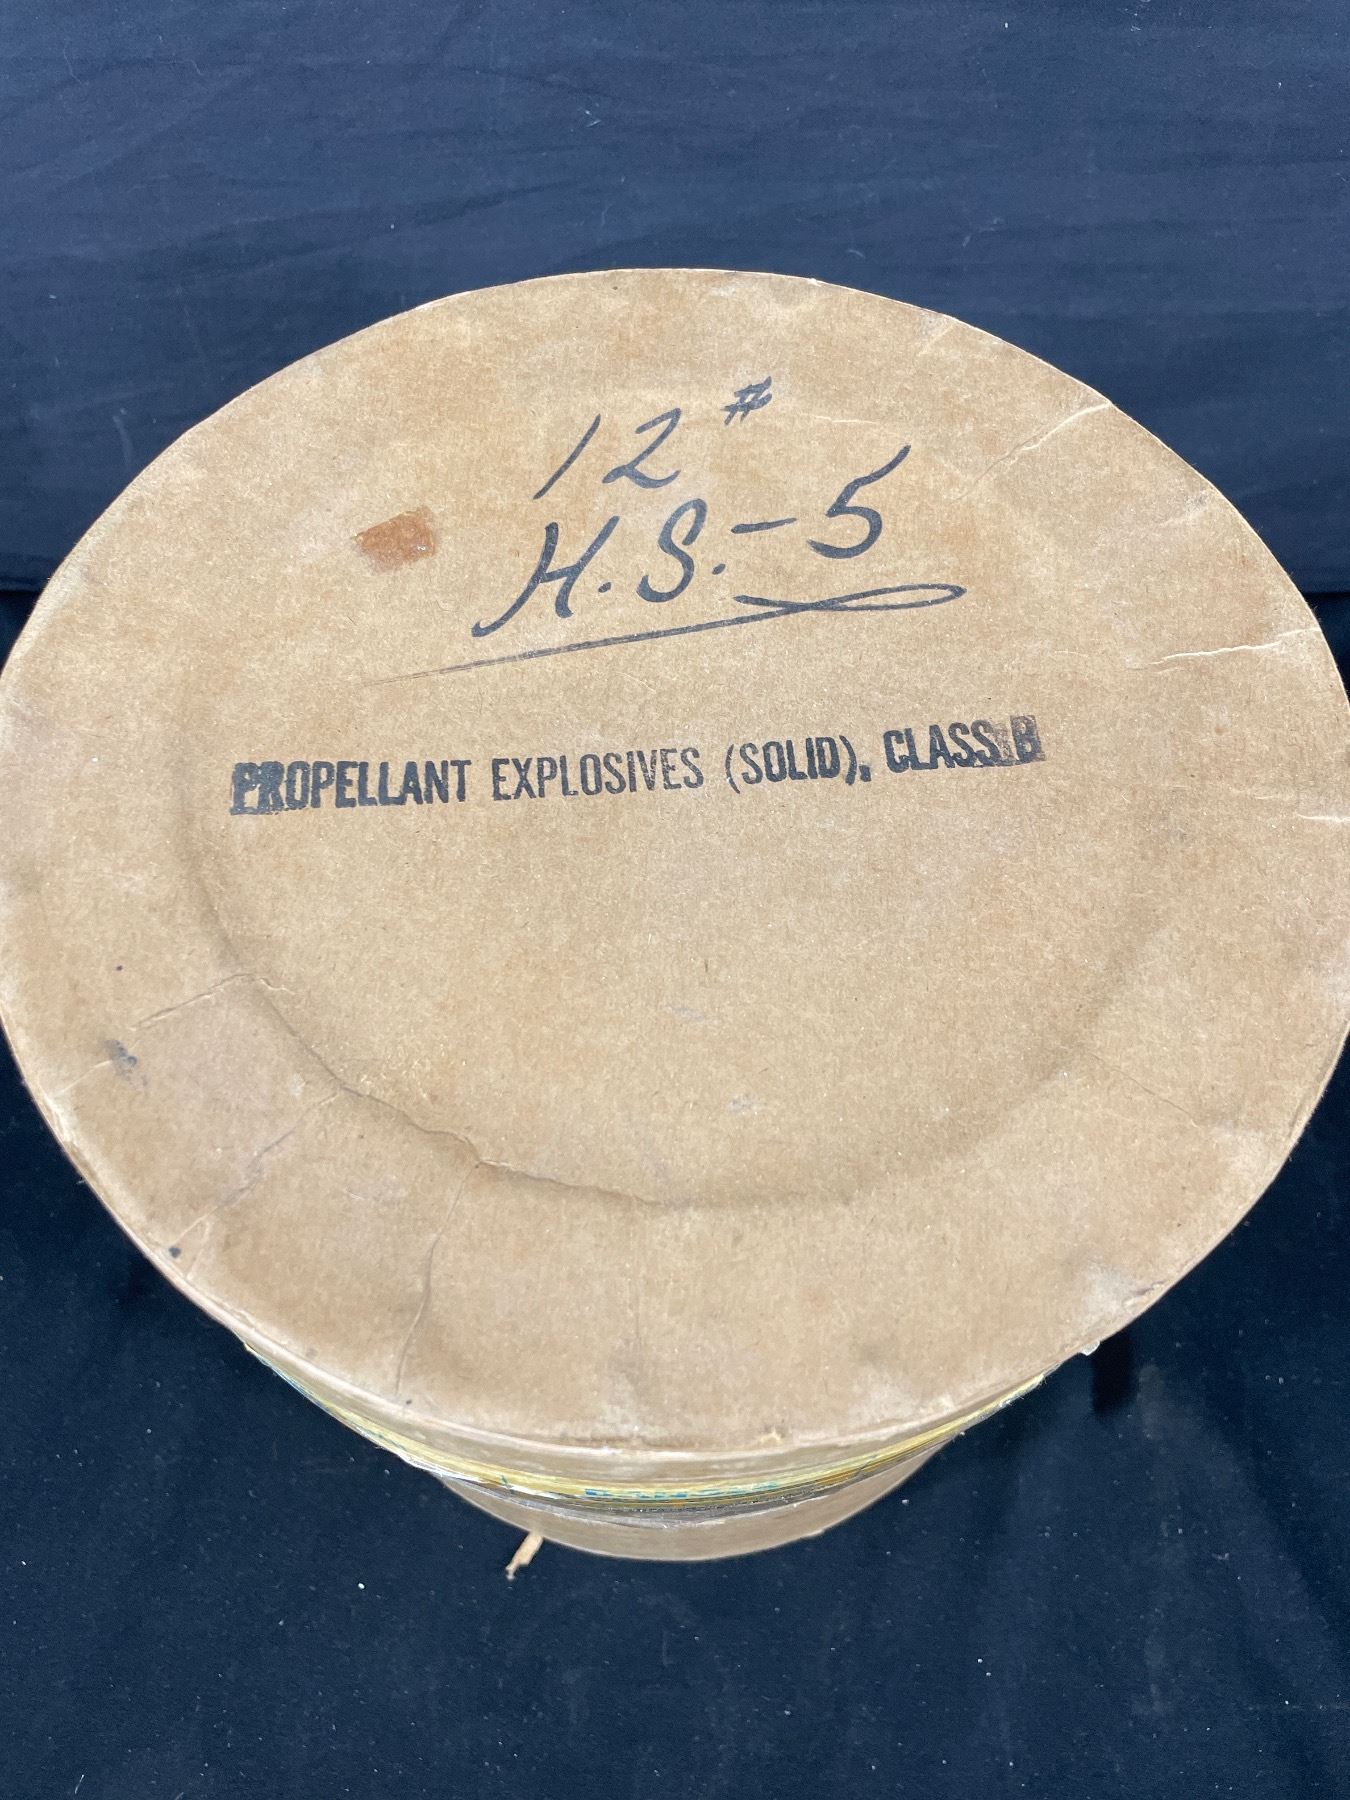 12 #
H.S.-5
PROPELLANT EXPLOSIVES (SOLID), CLASS B